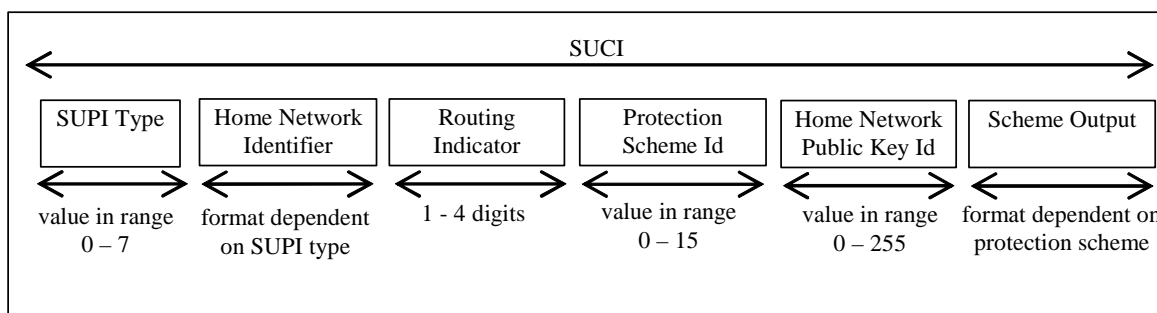 SUCI
SUPI Type
Home Network
Identifier
Routing
Indicator
Protection
Scheme Id
Home Network
Public Key Id
Scheme Output
value in range
0 – 7
format dependent
on SUPI type
1 - 4 digits
value in range
0 – 15
value in range
0 – 255
format dependent on
protection scheme